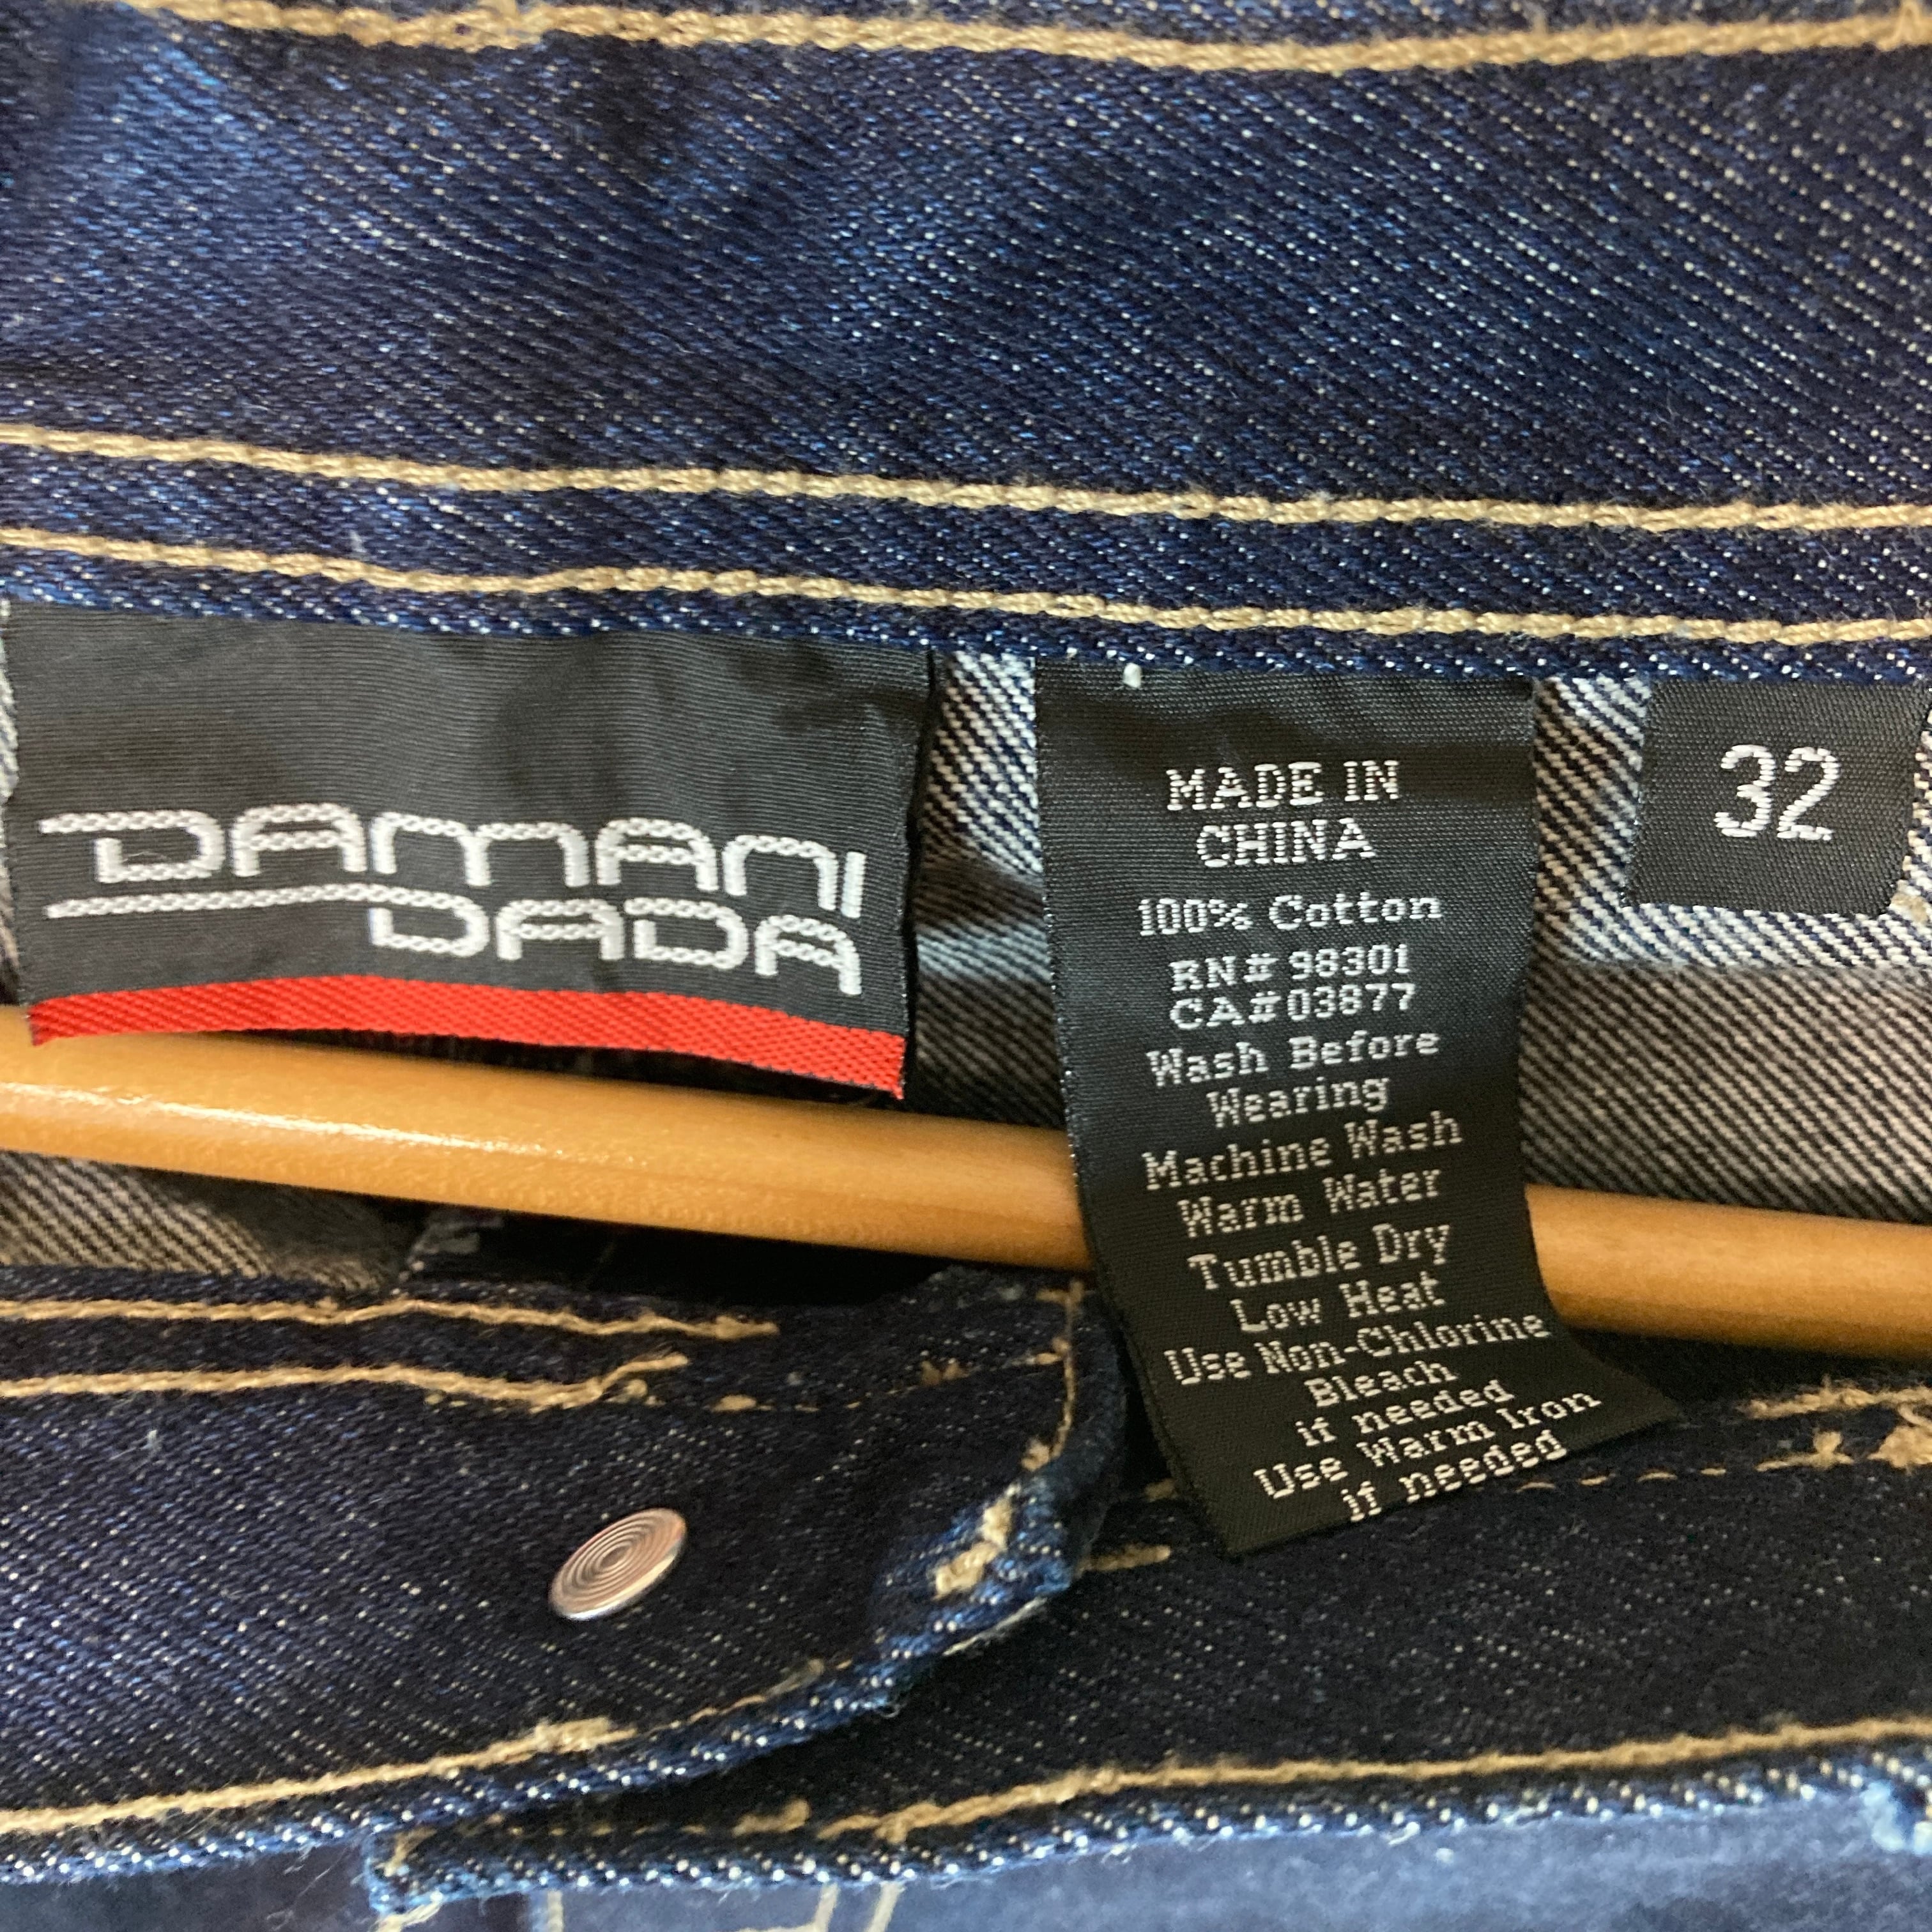 DAMANI
DADA
MADE IN
CHINA
100% Cotton
RN# 98301
CA#03877
Wash Before
Wearing
Machine Wash
Warm Water
Tumble Dry
Low Heat
Use Non-Chlorine
Bleach
if needed
Use Warm Iron
if needed
32